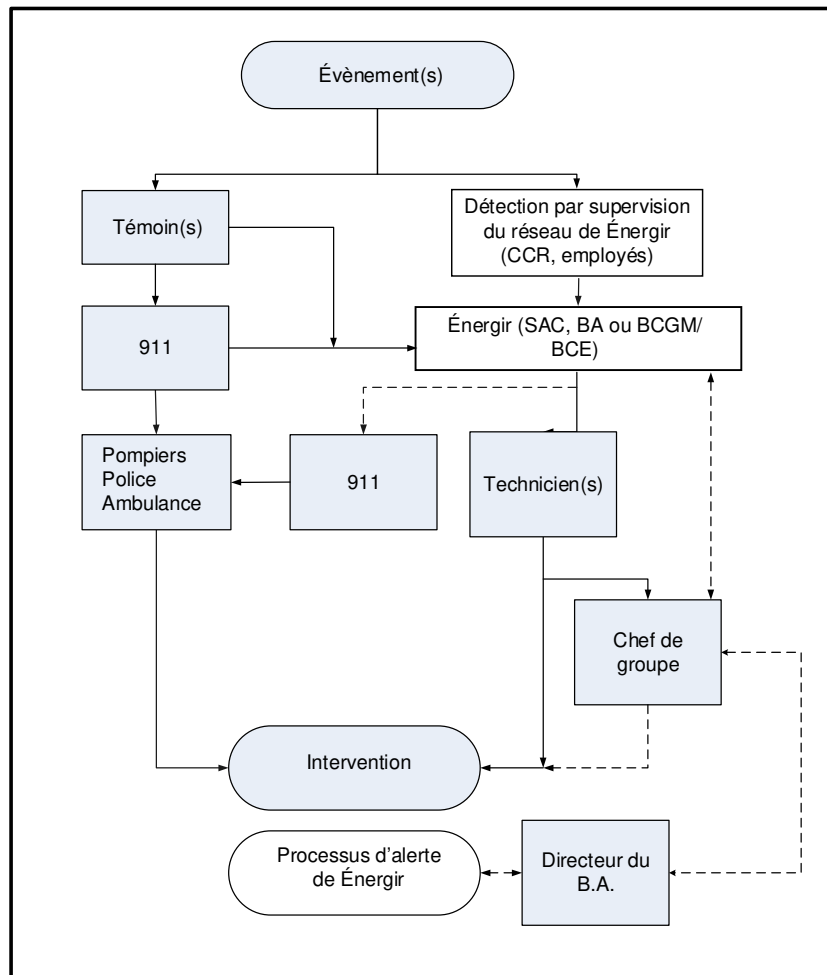 Évènement(s)
Témoin(s)
Détection par supervision
du réseau de Énergir
(CCR, employés)
911
Énergir (SAC, BA ou BCGM/
BCE)
Pompiers
Police
Ambulance
911
Technicien(s)
Chef de
groupe
Intervention
Processus d’alerte
de Énergir
Directeur du
B.A.